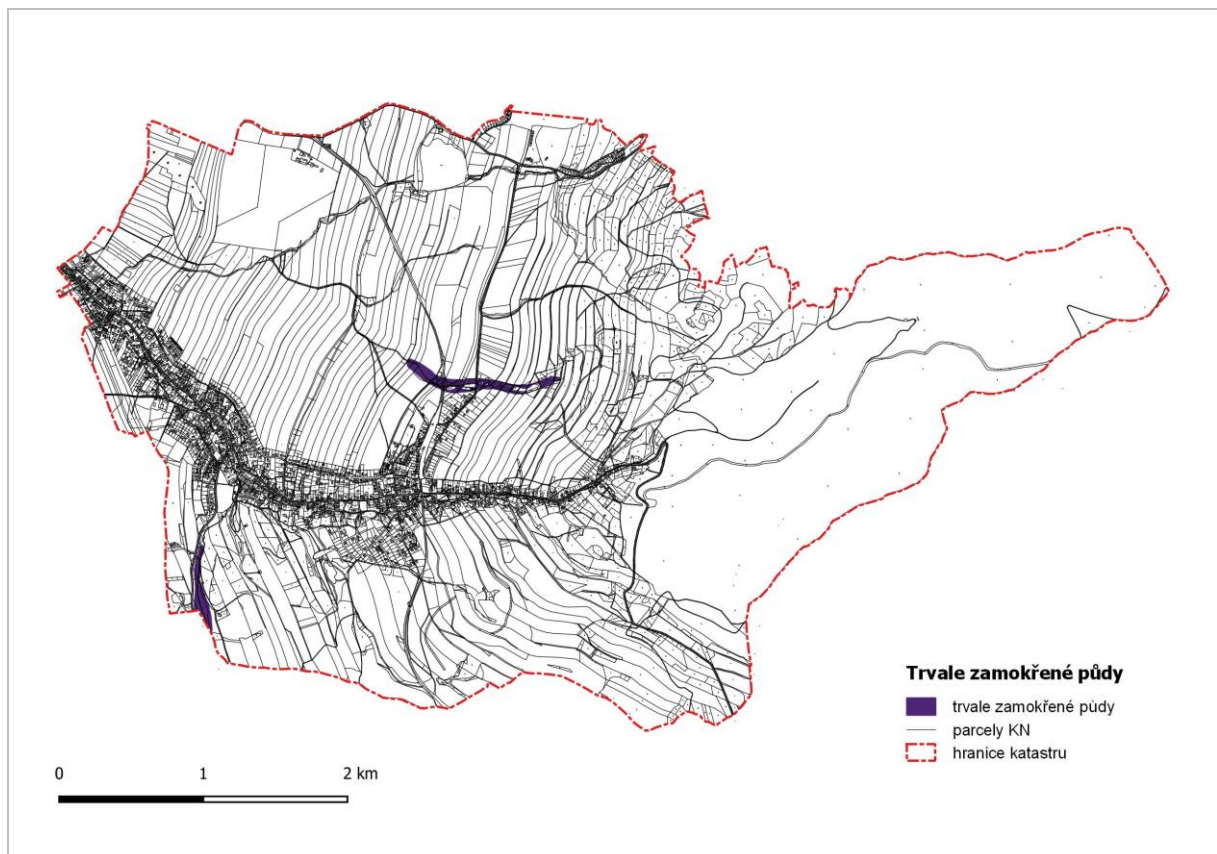 Trvale zamokřené půdy
trvale zamokřené půdy
parcely KN
hranice katastru
0 1 2 km